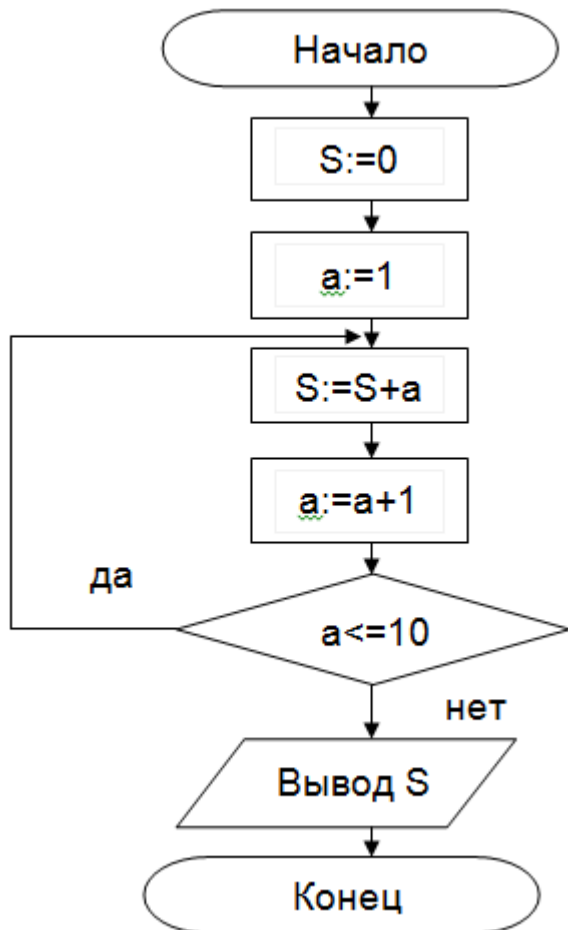 Начало
S:=0
a:=1
S:=S+a
a:=a+1
да
a<=10
нет
Вывод S
Конец